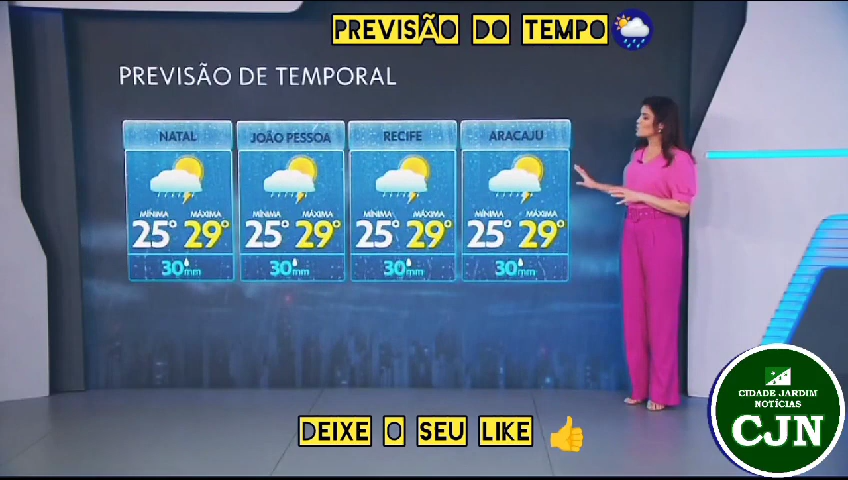 PREVISÃO DO TEMPO
PREVISÃO DE TEMPORAL
NATAL
JOÃO PESSOA
RECIFE
ARACAJU
MÍNIMA MÁXIMA
25° 29°
30mm
MÍNIMA MÁXIMA
25° 29°
30mm
MÍNIMA MÁXIMA
25° 29°
30mm
MÍNIMA MÁXIMA
25° 29°
30mm
DEIXE O SEU LIKE
CIDADE JARDIM
NOTÍCIAS
CJN